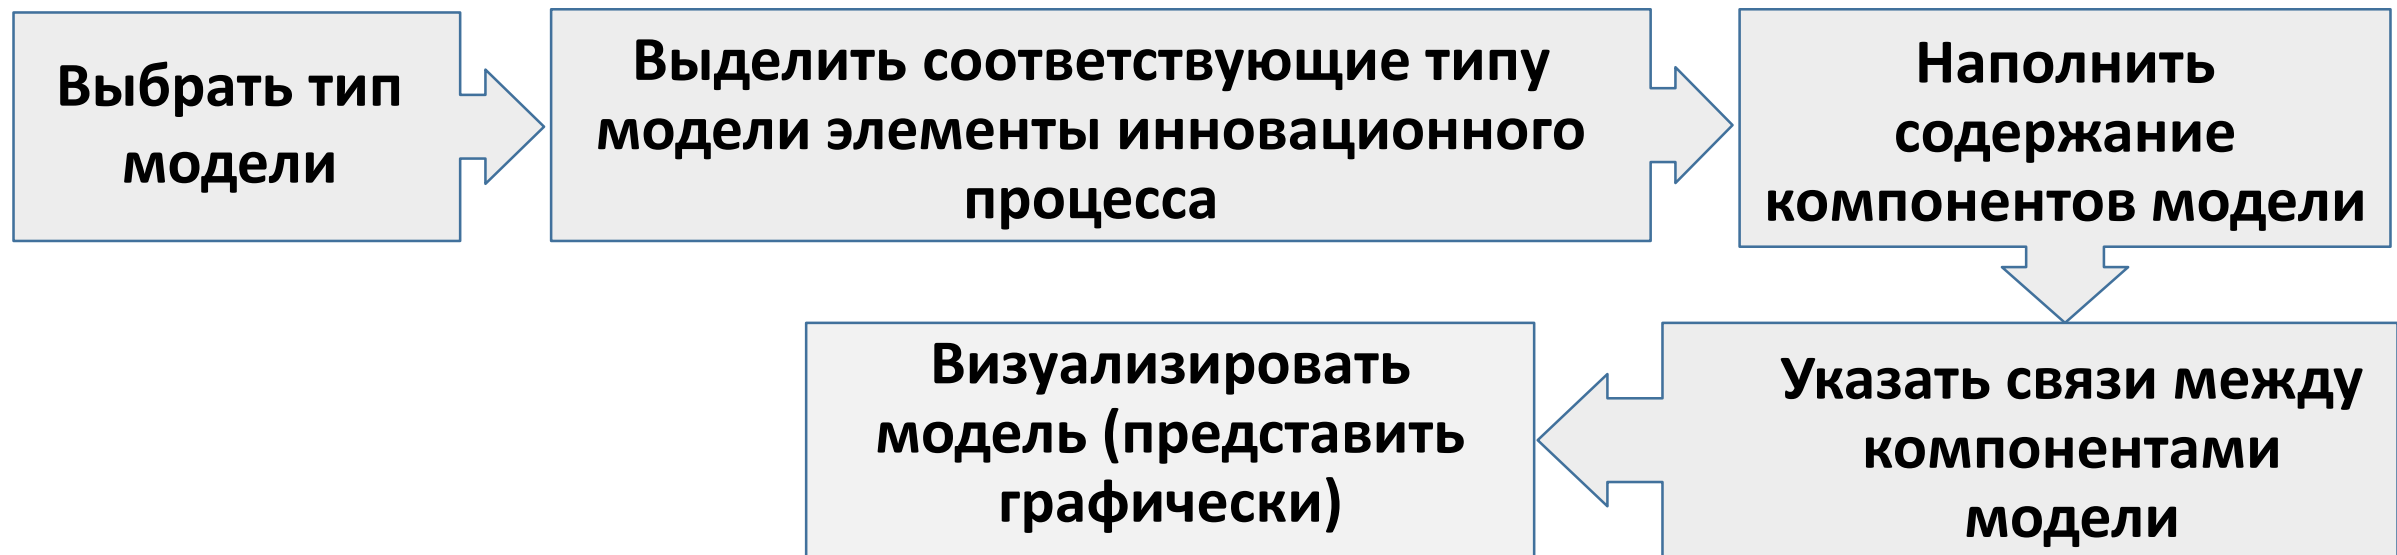 Выбрать тип
модели
Выделить соответствующие типу
модели элементы инновационного
процесса
Наполнить
содержание
компонентов модели
Указать связи между
компонентами
модели
Визуализировать
модель (представить
графически)